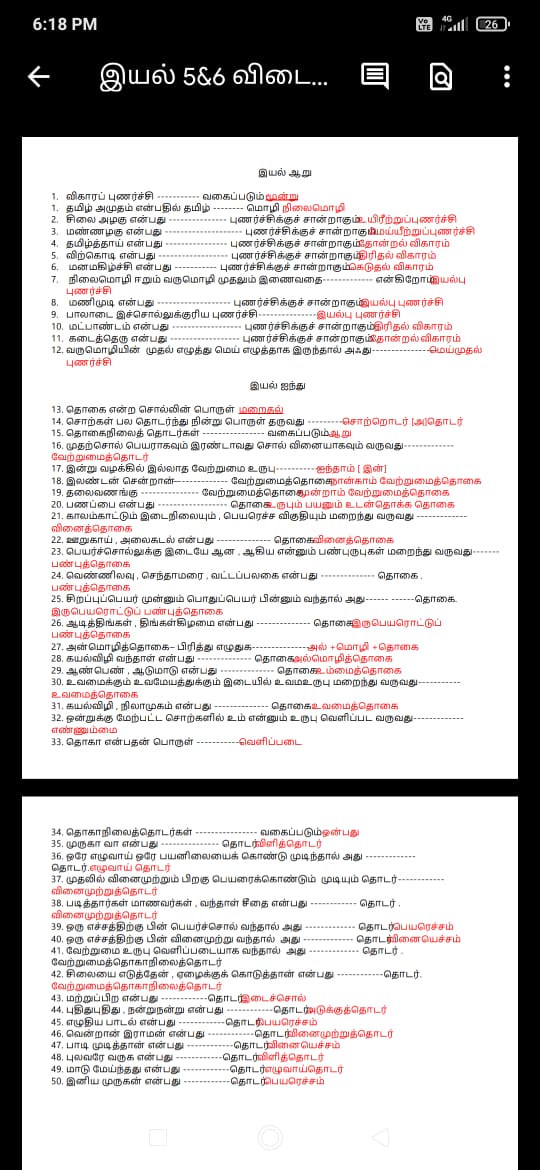 6:18 PM
Vo LTE 4G 26
இயல் 5&6 விடை...
இயல் ஆறு
1. விகாரப் புணர்ச்சி ----------- வகைப்படும் மூன்று
1. தமிழ் அமுதம் என்பதில் தமிழ் -------- மொழி நிலைமொழி
2. சிலை அழகு என்பது --------------- புணர்ச்சிக்குச் சான்றாகும் உயிரீற்றுப்புணர்ச்சி
3. மண்ணழகு என்பது -------------------- புணர்ச்சிக்குச் சான்றாகும் மெய்யீற்றுப்புணர்ச்சி
4. தமிழ்த்தாய் என்பது ----------------- புணர்ச்சிக்குச் சான்றாகும் தோன்றல் விகாரம்
5. விற்கொடி என்பது ------------------ புணர்ச்சிக்குச் சான்றாகும் திரிதல் விகாரம்
6. மனமகிழ்ச்சி என்பது ----------- புணர்ச்சிக்குச் சான்றாகும் கெடுதல் விகாரம்
7. நிலைமொழி ஈறும் வருமொழி முதலும் இணைவதை------------- என்கிறோம் இயல்பு
புணர்ச்சி
8. மணிமுடி என்பது ------------------- புணர்ச்சிக்குச் சான்றாகும் இயல்பு புணர்ச்சி
9. பாலாடை இச்சொல்லுக்குரிய புணர்ச்சி---------------இயல்பு புணர்ச்சி
10. மட்பாண்டம் என்பது ------------------ புணர்ச்சிக்குச் சான்றாகும் திரிதல் விகாரம்
11. கடைத்தெரு என்பது ------------------ புணர்ச்சிக்குச் சான்றாகும் தோன்றல் விகாரம்
12. வருமொழியின் முதல் எழுத்து மெய் எழுத்தாக இருந்தால் அஃது---------------மெய்முதல்
புணர்ச்சி
இயல் ஐந்து
13. தொகை என்ற சொல்லின் பொருள் மறைதல்
14. சொற்கள் பல தொடர்ந்து நின்று பொருள் தருவது ---------சொற்றொடர் [அ]தொடர்
15. தொகைநிலைத் தொடர்கள் ---------------- வகைப்படும் ஆறு
16. முதற்சொல் பெயராகவும் இரண்டாவது சொல் வினையாகவும் வருவது-------------
வேற்றுமைத்தொடர்
17. இன்று வழக்கில் இல்லாத வேற்றுமை உருபு----------ஐந்தாம் [ இன்]
18. இலண்டன் சென்றான்-------------- வேற்றுமைத்தொகை நான்காம் வேற்றுமைத்தொகை
19. தலைவணங்கு --------------- வேற்றுமைத்தொகை மூன்றாம் வேற்றுமைத்தொகை
20. பணப்பை என்பது ---------------- தொகை உருபும் பயனும் உடன்தொக்க தொகை
21. காலம்காட்டும் இடைநிலையும் , பெயரெச்ச விகுதியும் மறைந்து வருவது -------------
வினைத்தொகை
22. ஊறுகாய் , அலைகடல் என்பது -------------- தொகை வினைத்தொகை
23. பெயர்ச்சொல்லுக்கு இடையே ஆன , ஆகிய என்னும் பண்புருபுகள் மறைந்து வருவது-------
பண்புத்தொகை
24. வெண்ணிலவு , செந்தாமரை , வட்டப்பலகை என்பது -------------- தொகை .
பண்புத்தொகை
25. சிறப்புப்பெயர் முன்னும் பொதுப்பெயர் பின்னும் வந்தால் அது------ ------தொகை.
இருபெயரொட்டுப் பண்புத்தொகை
26. ஆடித்திங்கள் , திங்கள்கிழமை என்பது --------------- தொகை இருபெயரொட்டுப்
பண்புத்தொகை
27. அன்மொழித்தொகை– பிரித்து எழுதுக--------------அல் +மொழி +தொகை
28. கயல்விழி வந்தாள் என்பது -------------- தொகை அல்மொழித்தொகை
29. ஆண்பெண் , ஆடுமாடு என்பது -------------- தொகை உம்மைத்தொகை
30. உவமைக்கும் உவமேயத்துக்கும் இடையில் உவமஉருபு மறைந்து வருவது-----------
உவமைத்தொகை
31. கயல்விழி , நிலாமுகம் என்பது -------------- தொகை உவமைத்தொகை
32. ஒன்றுக்கு மேற்பட்ட சொற்களில் உம் என்னும் உருபு வெளிப்பட வருவது-------------
எண்ணும்மை
33. தொகா என்பதன் பொருள் -----------வெளிப்படை
34. தொகாநிலைத்தொடர்கள் ---------------- வகைப்படும் ஒன்பது
35. முருகா வா என்பது ---------------- தொடர் விளித்தொடர்
36. ஒரே எழுவாய் ஒரே பயனிலையைக் கொண்டு முடிந்தால் அது -------------
தொடர்.எழுவாய் தொடர்
37. முதலில் வினைமுற்றும் பிறகு பெயரைக்கொண்டும் முடியும் தொடர்------------
வினைமுற்றுத்தொடர்
38. படித்தார்கள் மாணவர்கள் , வந்தாள் சீதை என்பது ------------ தொடர் .
வினைமுற்றுத்தொடர்
39. ஒரு எச்சத்திற்கு பின் பெயர்ச்சொல் வந்தால் அது ------------- தொடர் பெயரெச்சம்
40. ஒரு எச்சத்திற்கு பின் வினைமுற்று வந்தால் அது ------------- தொடர் வினையெச்சம்
41. வேற்றுமை உருபு வெளிப்படையாக வந்தால் அது ------------- தொடர் .
வேற்றுமைத்தொகாநிலைத்தொடர்
42. சிலையை எடுத்தேன் , ஏழைக்குக் கொடுத்தான் என்பது ------------தொடர்.
வேற்றுமைத்தொகாநிலைத்தொடர்
43. மற்றுப்பிற என்பது ------------தொடர் இடைச்சொல்
44. புதிதுபுதிது , நன்றுநன்று என்பது ------------தொடர் அடுக்குத்தொடர்
45. எழுதிய பாடல் என்பது ------------தொடர் பெயரெச்சம்
46. வென்றான் இராமன் என்பது ------------தொடர் வினைமுற்றுத்தொடர்
47. பாடி முடித்தான் என்பது ------------தொடர் வினையெச்சம்
48. புலவரே வருக என்பது ------------தொடர் விளித்தொடர்
49. மாடு மேய்ந்தது என்பது ------------தொடர் எழுவாய்தொடர்
50. இனிய முருகன் என்பது ------------தொடர் பெயரெச்சம்